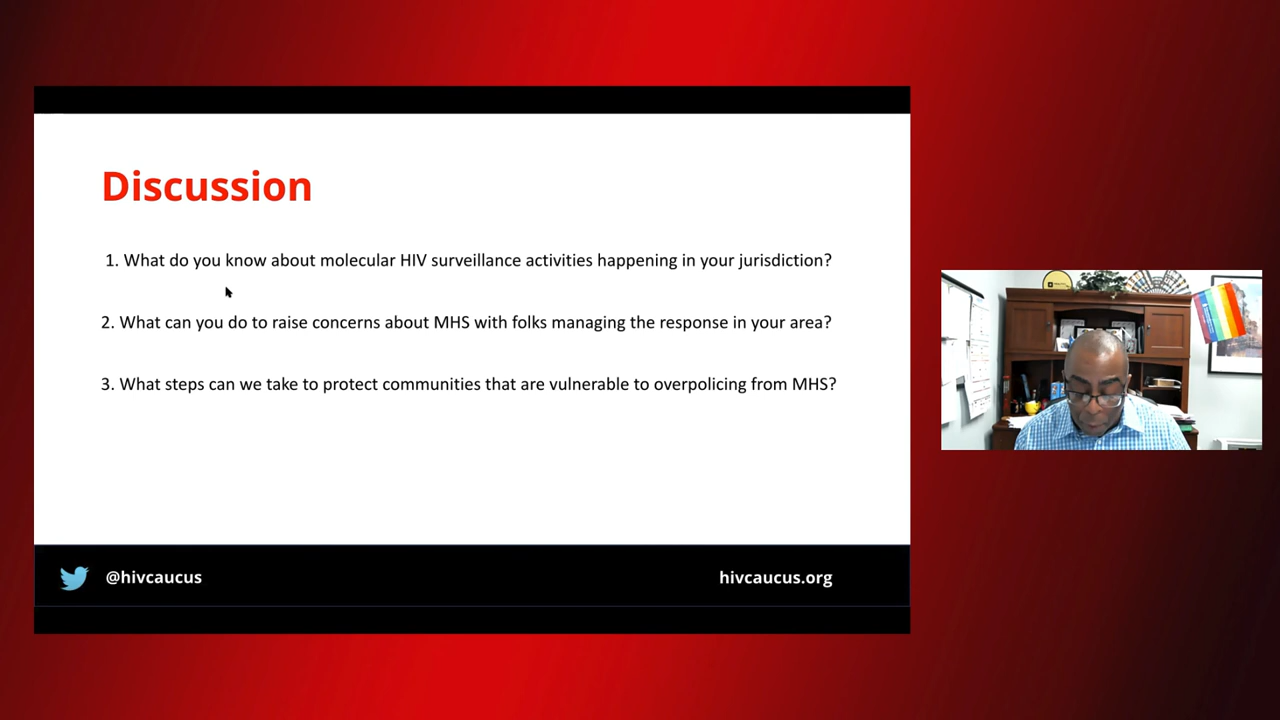 Discussion
1. What do you know about molecular HIV surveillance activities happening in your jurisdiction?
2. What can you do to raise concerns about MHS with folks managing the response in your area?
3. What steps can we take to protect communities that are vulnerable to overpolicing from MHS?
@hivcaucus
hivcaucus.org